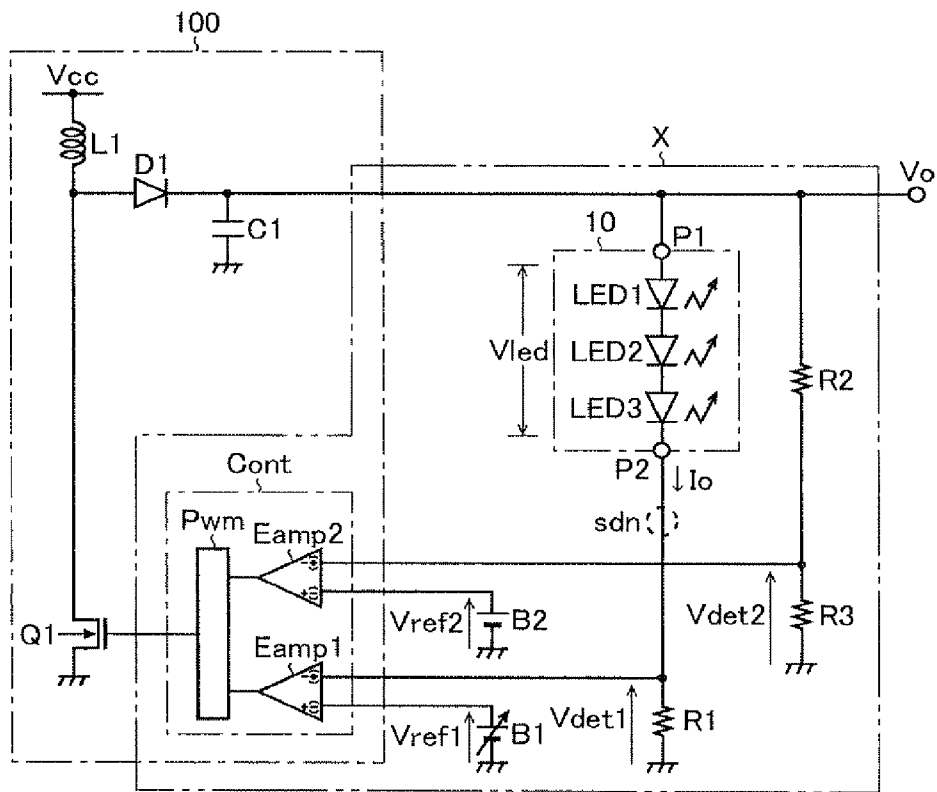 100
Vcc
L1
D1
C1
X
Vo
10
P1
LED1
LED2
LED3
Vled
R2
P2
Io
sdn
Cont
Pwm
Eamp2
Vref2
B2
Vdet2
R3
Q1
Eamp1
Vref1
B1
Vdet1
R1